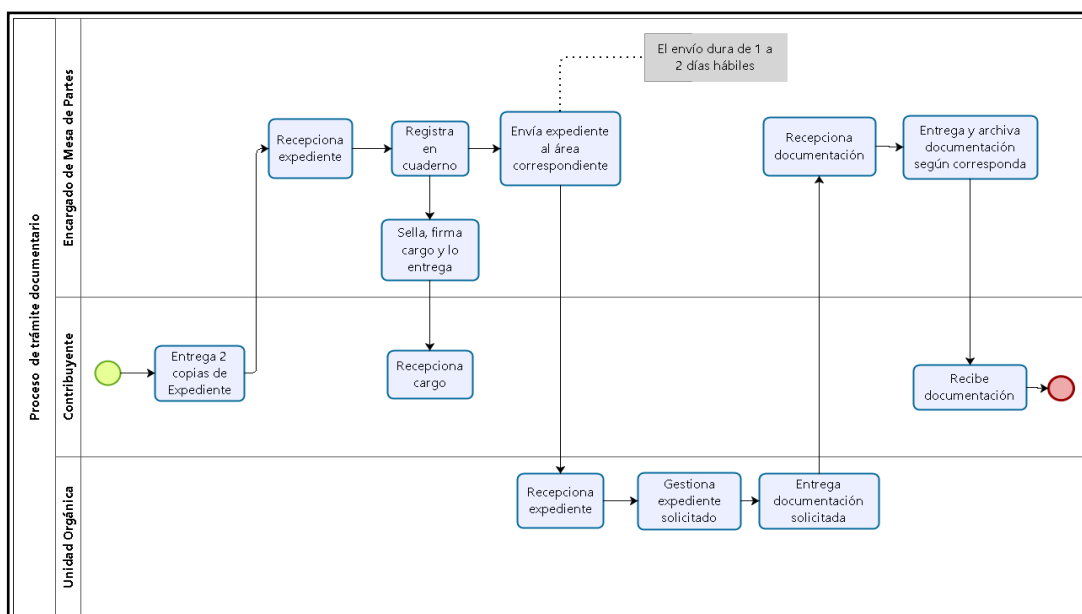 Proceso de trámite documentario
Encargado de Mesa de Partes
El envío dura de 1 a
2 días hábiles
Recepciona
expediente
Registra
en
cuaderno
Envía expediente
al área
correspondiente
Recepciona
documentación
Entrega y archiva
documentación
según corresponda
Sella, firma
cargo y lo
entrega
Contribuyente
Entrega 2
copias de
Expediente
Recepciona
cargo
Recibe
documentación
Unidad Orgánica
Recepciona
expediente
Gestiona
expediente
solicitado
Entrega
documentación
solicitada